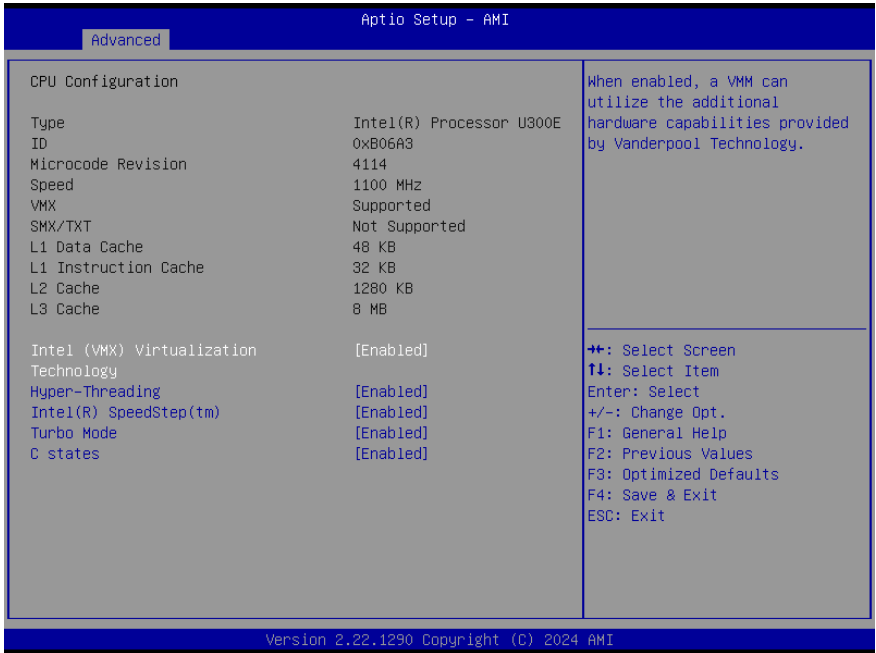 Aptio Setup – AMI
Advanced
CPU Configuration
Type Intel(R) Processor U300E
ID 0xB06A3
Microcode Revision 4114
Speed 1100 MHz
VMX Supported
SMX/TXT Not Supported
L1 Data Cache 48 KB
L1 Instruction Cache 32 KB
L2 Cache 1280 KB
L3 Cache 8 MB
Intel (VMX) Virtualization [Enabled]
Technology
Hyper-Threading [Enabled]
Intel(R) SpeedStep(tm) [Enabled]
Turbo Mode [Enabled]
C states [Enabled]
When enabled, a VMM can
utilize the additional
hardware capabilities provided
by Vanderpool Technology.
→←: Select Screen
↑↓: Select Item
Enter: Select
+/-: Change Opt.
F1: General Help
F2: Previous Values
F3: Optimized Defaults
F4: Save & Exit
ESC: Exit
Version 2.22.1290 Copyright (C) 2024 AMI